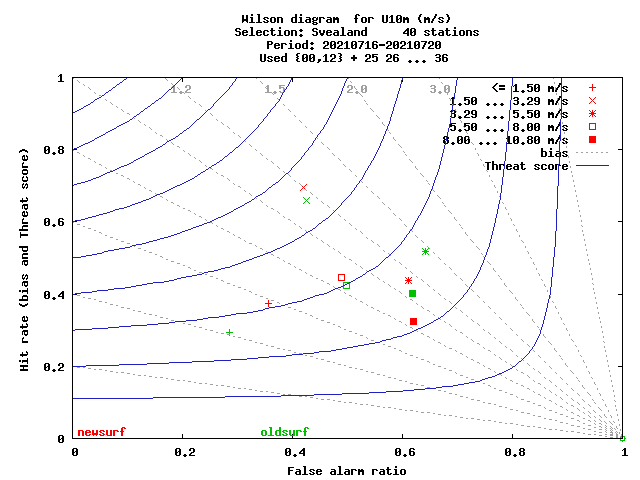 Wilson diagram  for U10m (m/s)
Selection: Svealand     40 stations
Period: 20210716-20210720
Used {00,12} + 25 26 ... 36
1
0.8
0.6
0.4
0.2
0
Hit rate (bias and Threat score)
1.2
1.5
2.0
3.0
<= 1.50 m/s
1.50 ... 3.29 m/s
3.29 ... 5.50 m/s
5.50 ... 8.00 m/s
8.00 ... 10.80 m/s
bias
Threat score
newsurf
oldsurf
0
0.2
0.4
0.6
0.8
1
False alarm ratio